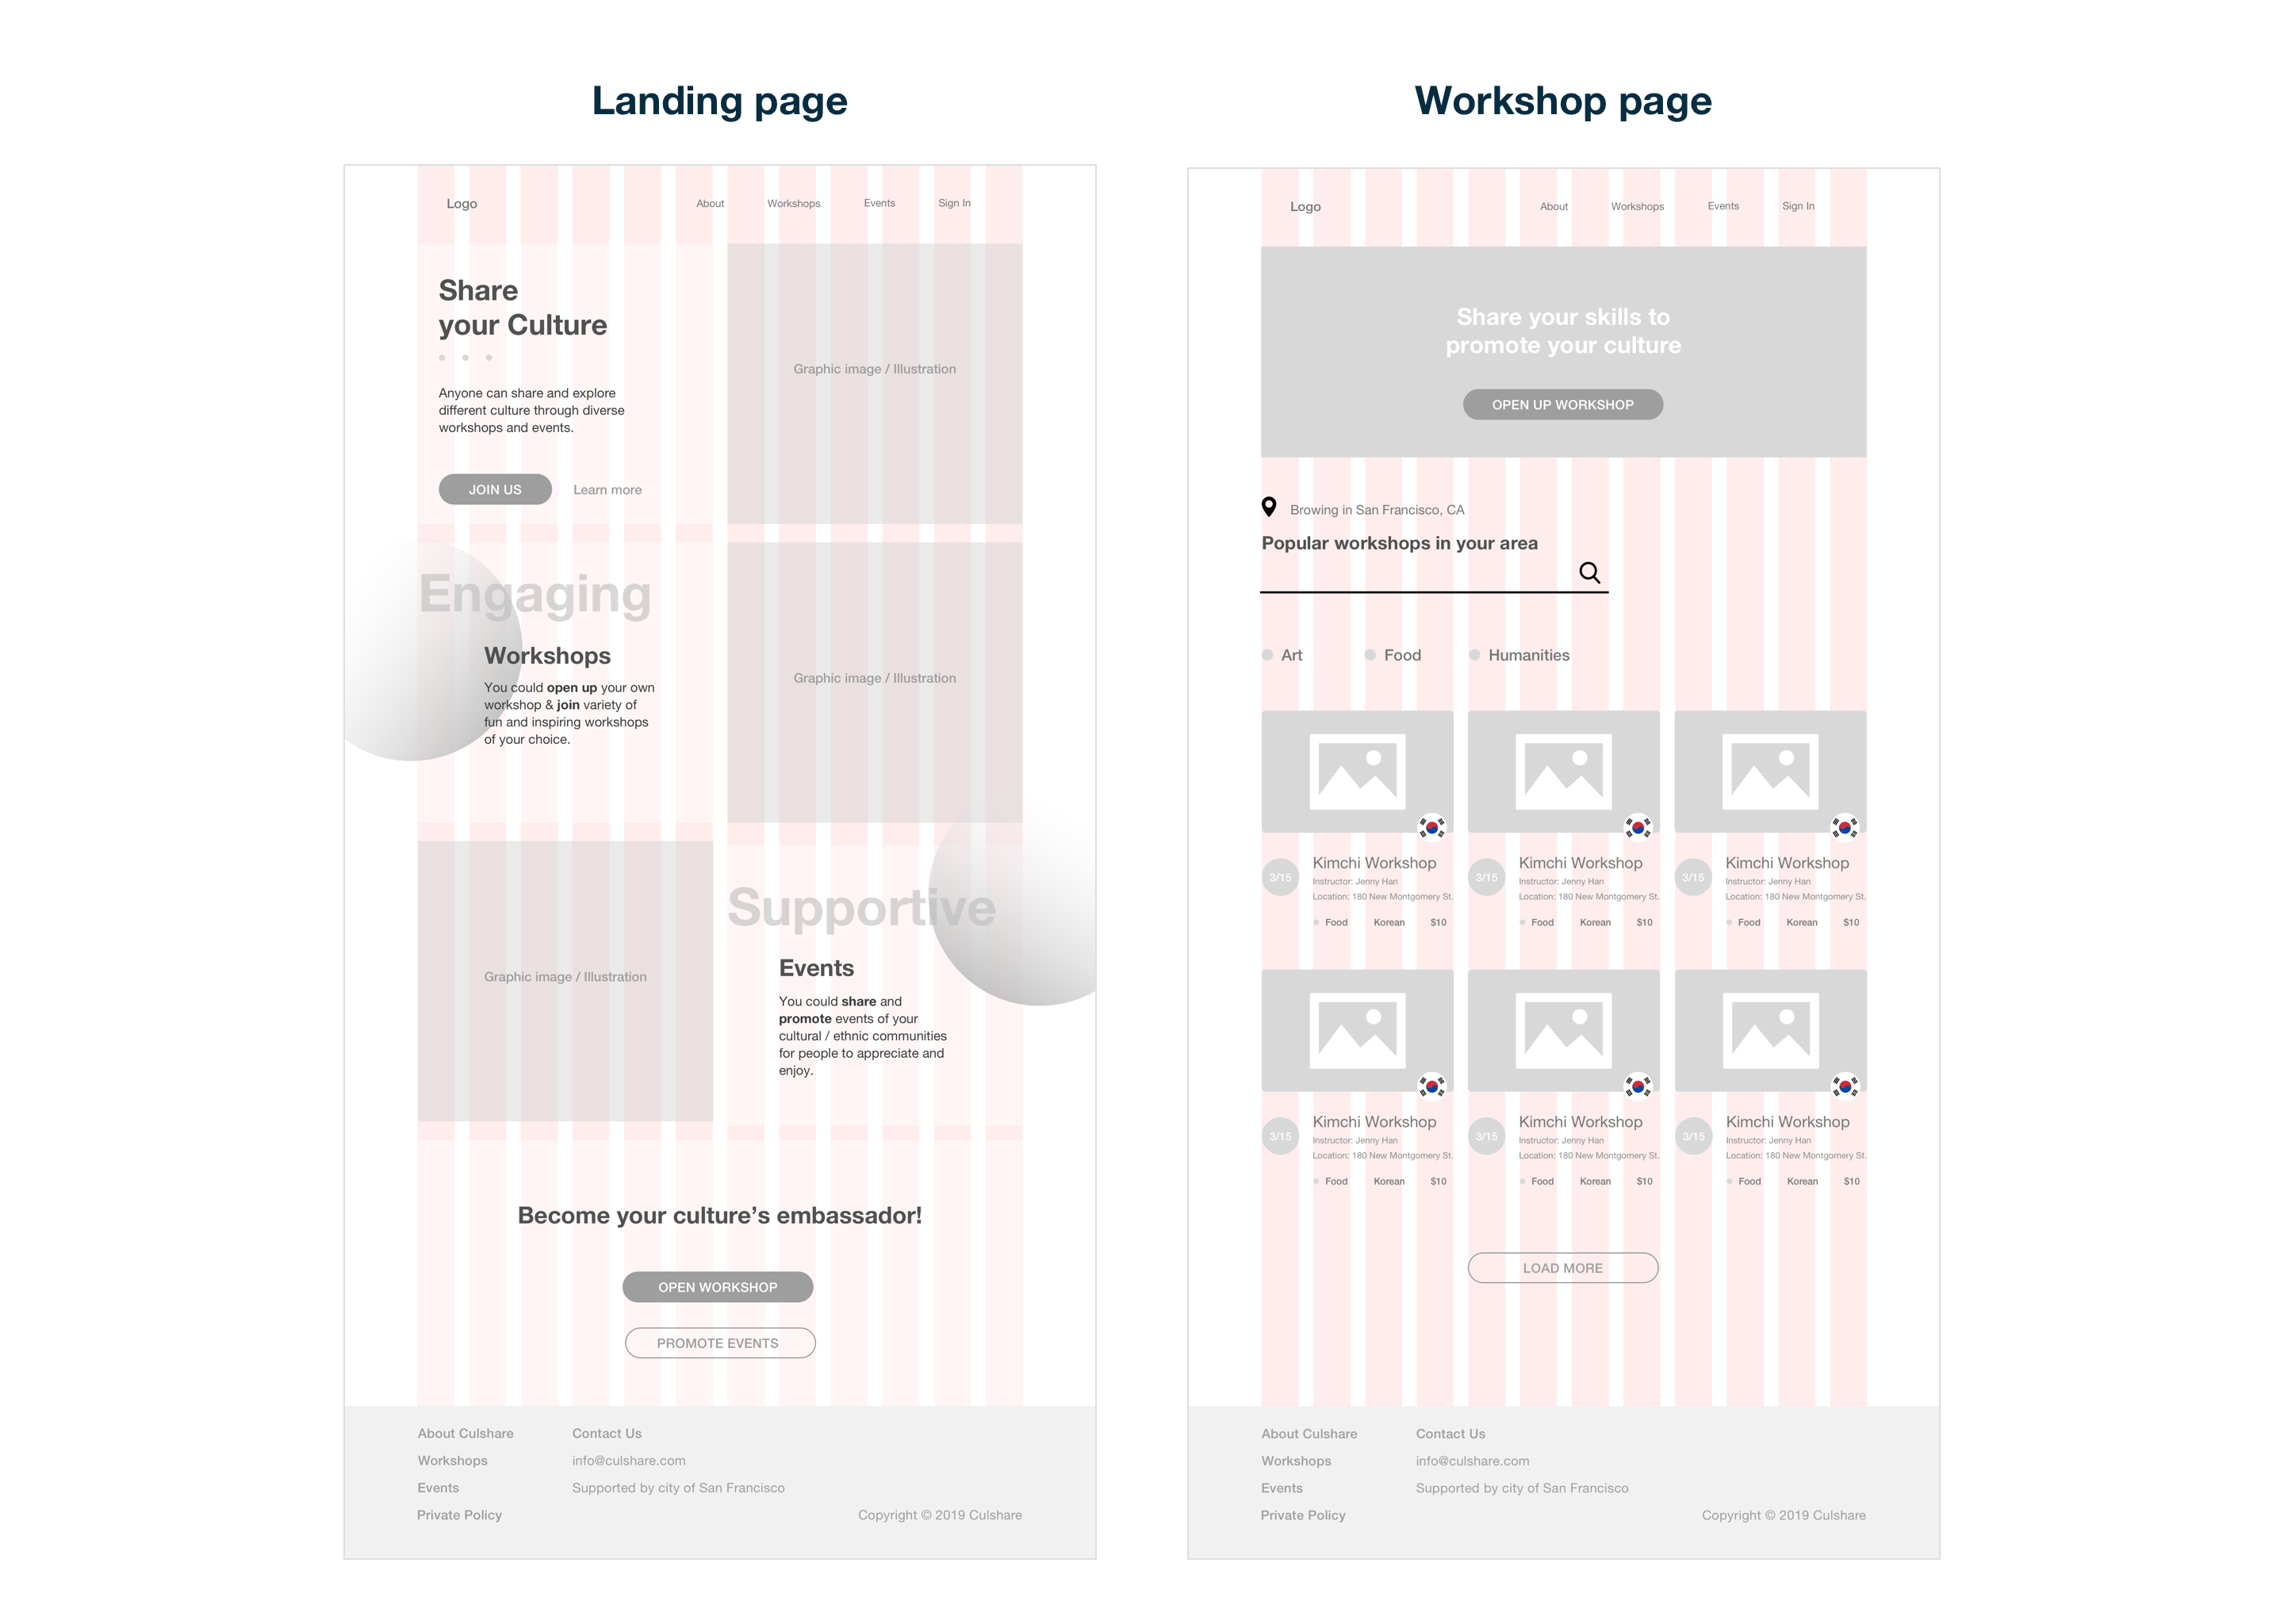 Landing page
Logo
About
Workshops
Events
Sign In
Share
your Culture
Anyone can share and explore
different culture through diverse
workshops and events.
JOIN US
Learn more
Graphic image / Illustration
Engaging
Workshops
You could open up your own
workshop & join variety of
fun and inspiring workshops
of your choice.
Graphic image / Illustration
Graphic image / Illustration
Supportive
Events
You could share and
promote events of your
cultural / ethnic communities
for people to appreciate and
enjoy.
Become your culture’s embassador!
OPEN WORKSHOP
PROMOTE EVENTS
About Culshare
Workshops
Events
Private Policy
Contact Us
info@culshare.com
Supported by city of San Francisco
Copyright © 2019 Culshare
Workshop page
Logo
About
Workshops
Events
Sign In
Share your skills to
promote your culture
OPEN UP WORKSHOP
Browing in San Francisco, CA
Popular workshops in your area
Art
Food
Humanities
3/15
Kimchi Workshop
Instructor: Jenny Han
Location: 180 New Montgomery St.
Food Korean $10
3/15
Kimchi Workshop
Instructor: Jenny Han
Location: 180 New Montgomery St.
Food Korean $10
3/15
Kimchi Workshop
Instructor: Jenny Han
Location: 180 New Montgomery St.
Food Korean $10
3/15
Kimchi Workshop
Instructor: Jenny Han
Location: 180 New Montgomery St.
Food Korean $10
3/15
Kimchi Workshop
Instructor: Jenny Han
Location: 180 New Montgomery St.
Food Korean $10
3/15
Kimchi Workshop
Instructor: Jenny Han
Location: 180 New Montgomery St.
Food Korean $10
LOAD MORE
About Culshare
Workshops
Events
Private Policy
Contact Us
info@culshare.com
Supported by city of San Francisco
Copyright © 2019 Culshare